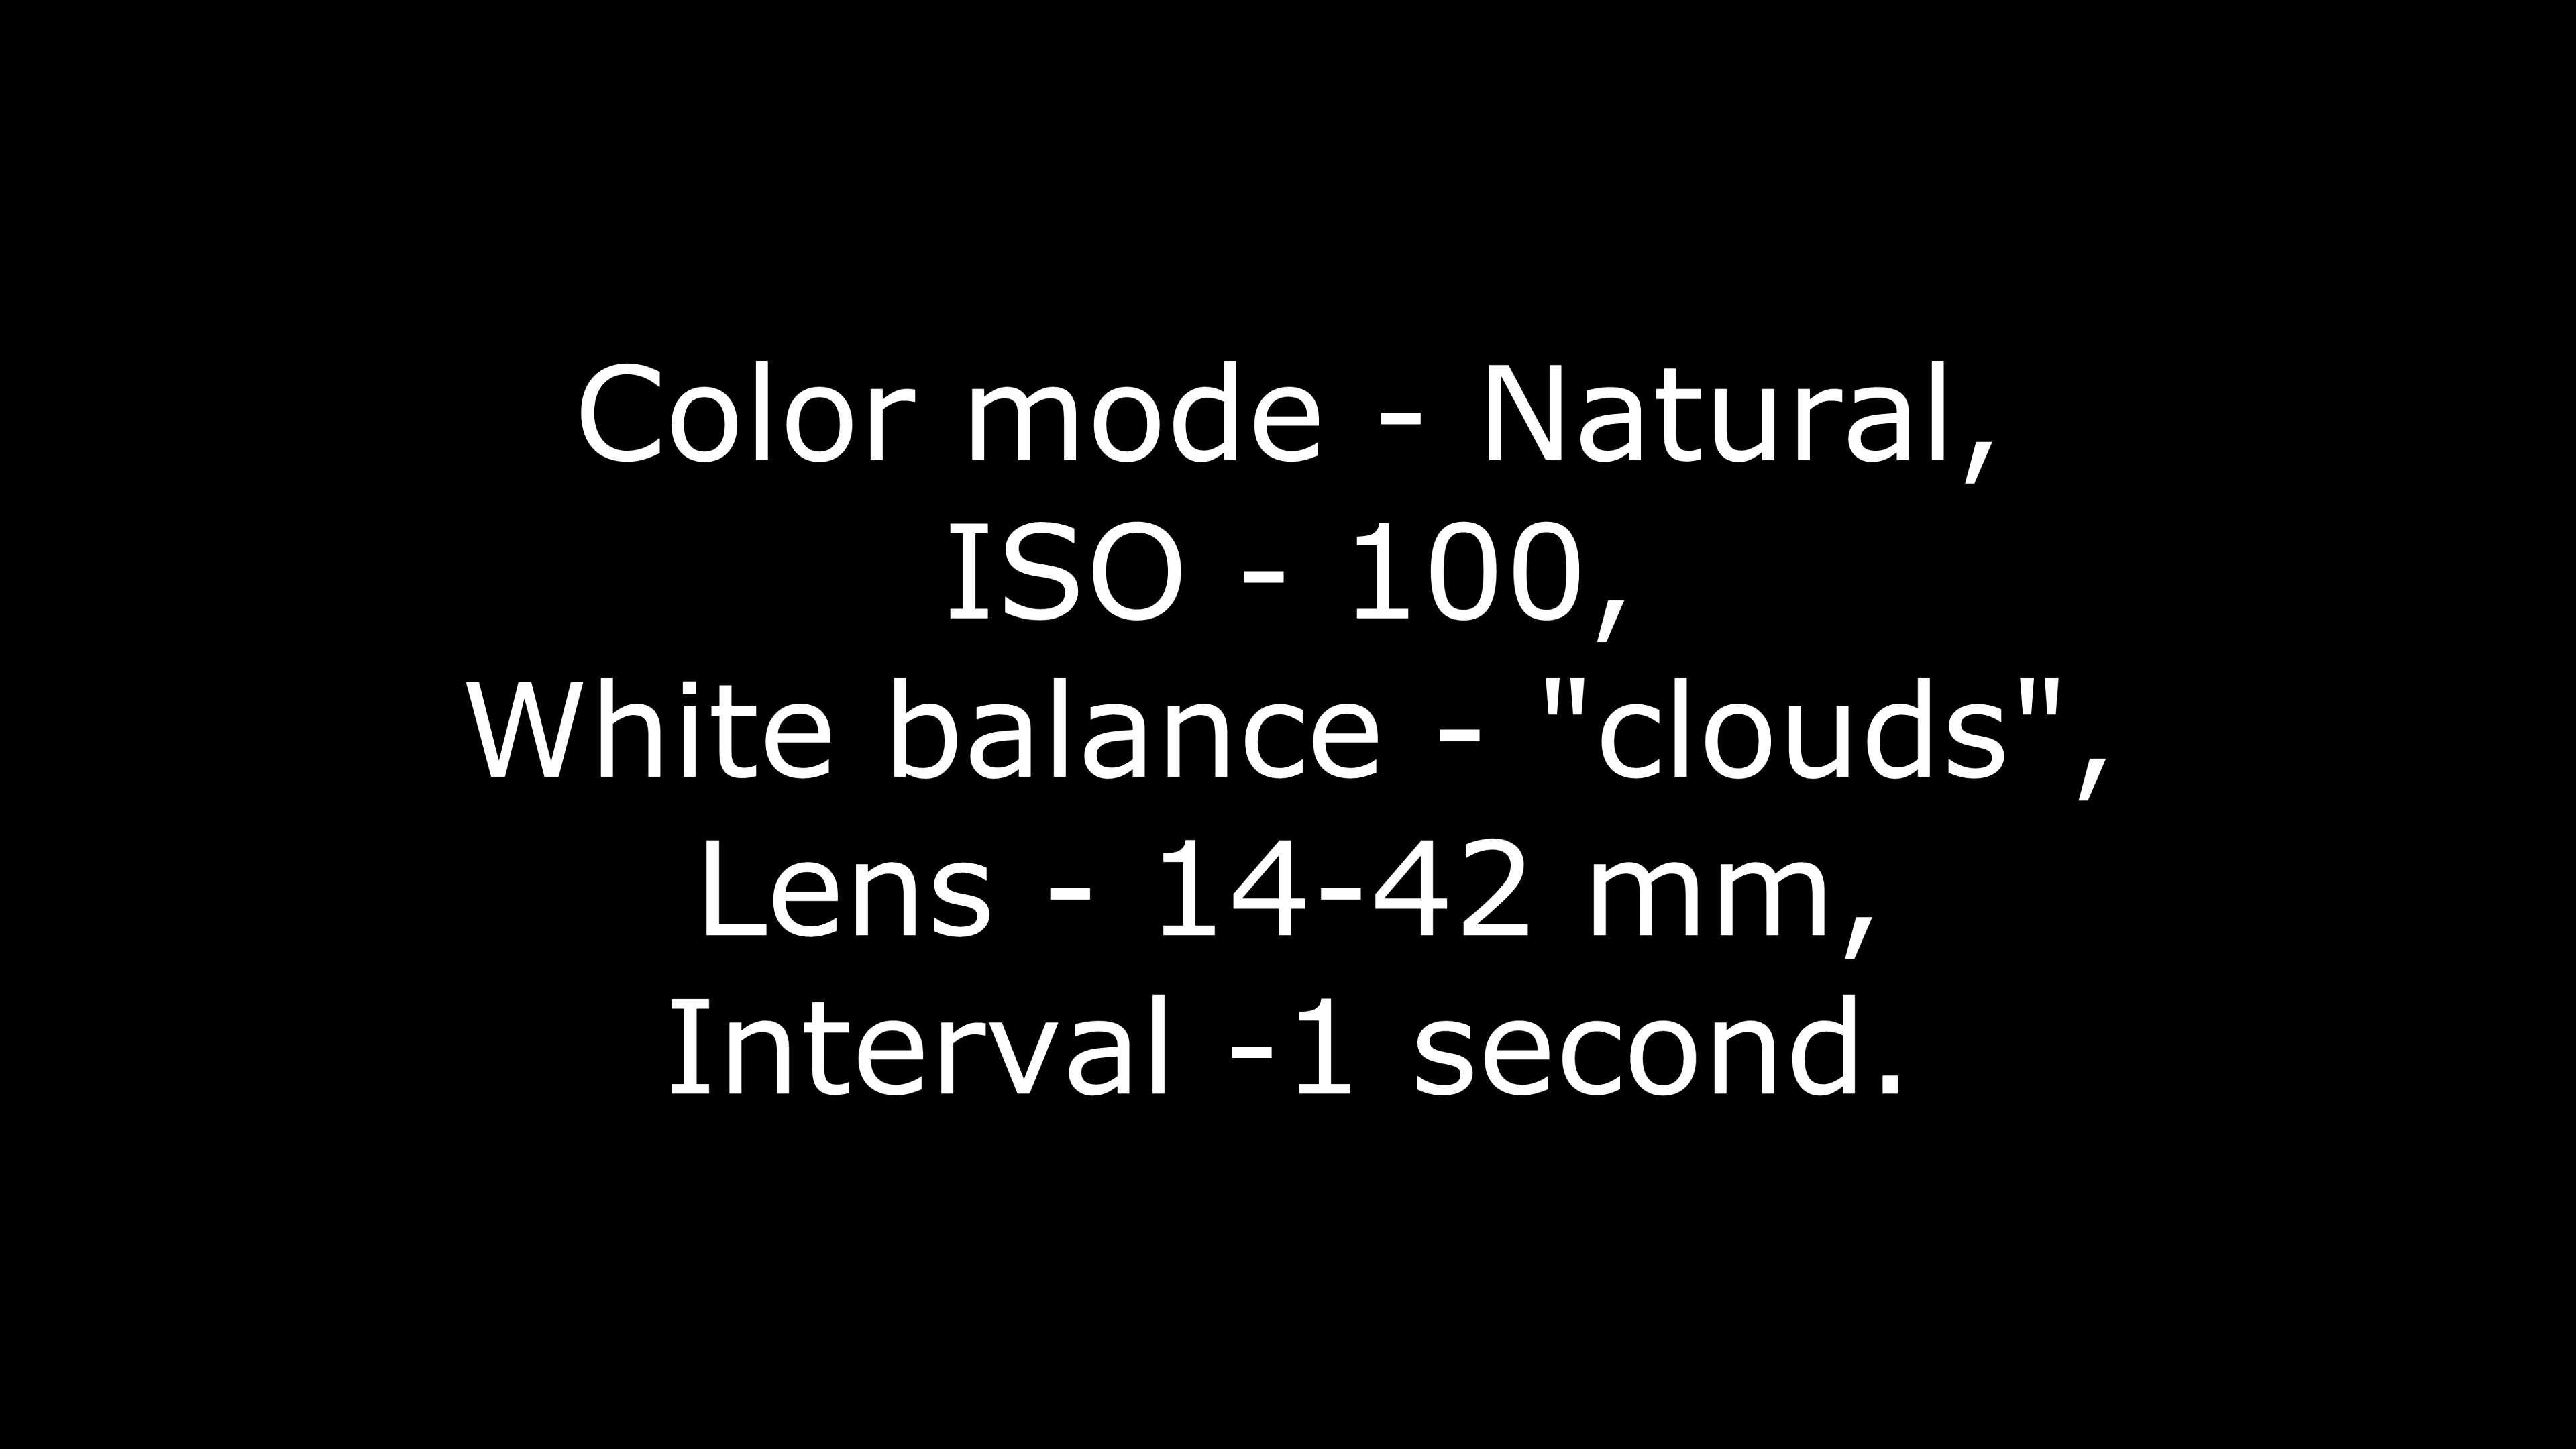 Color mode - Natural,
ISO - 100,
White balance - "clouds",
Lens - 14-42 mm,
Interval -1 second.